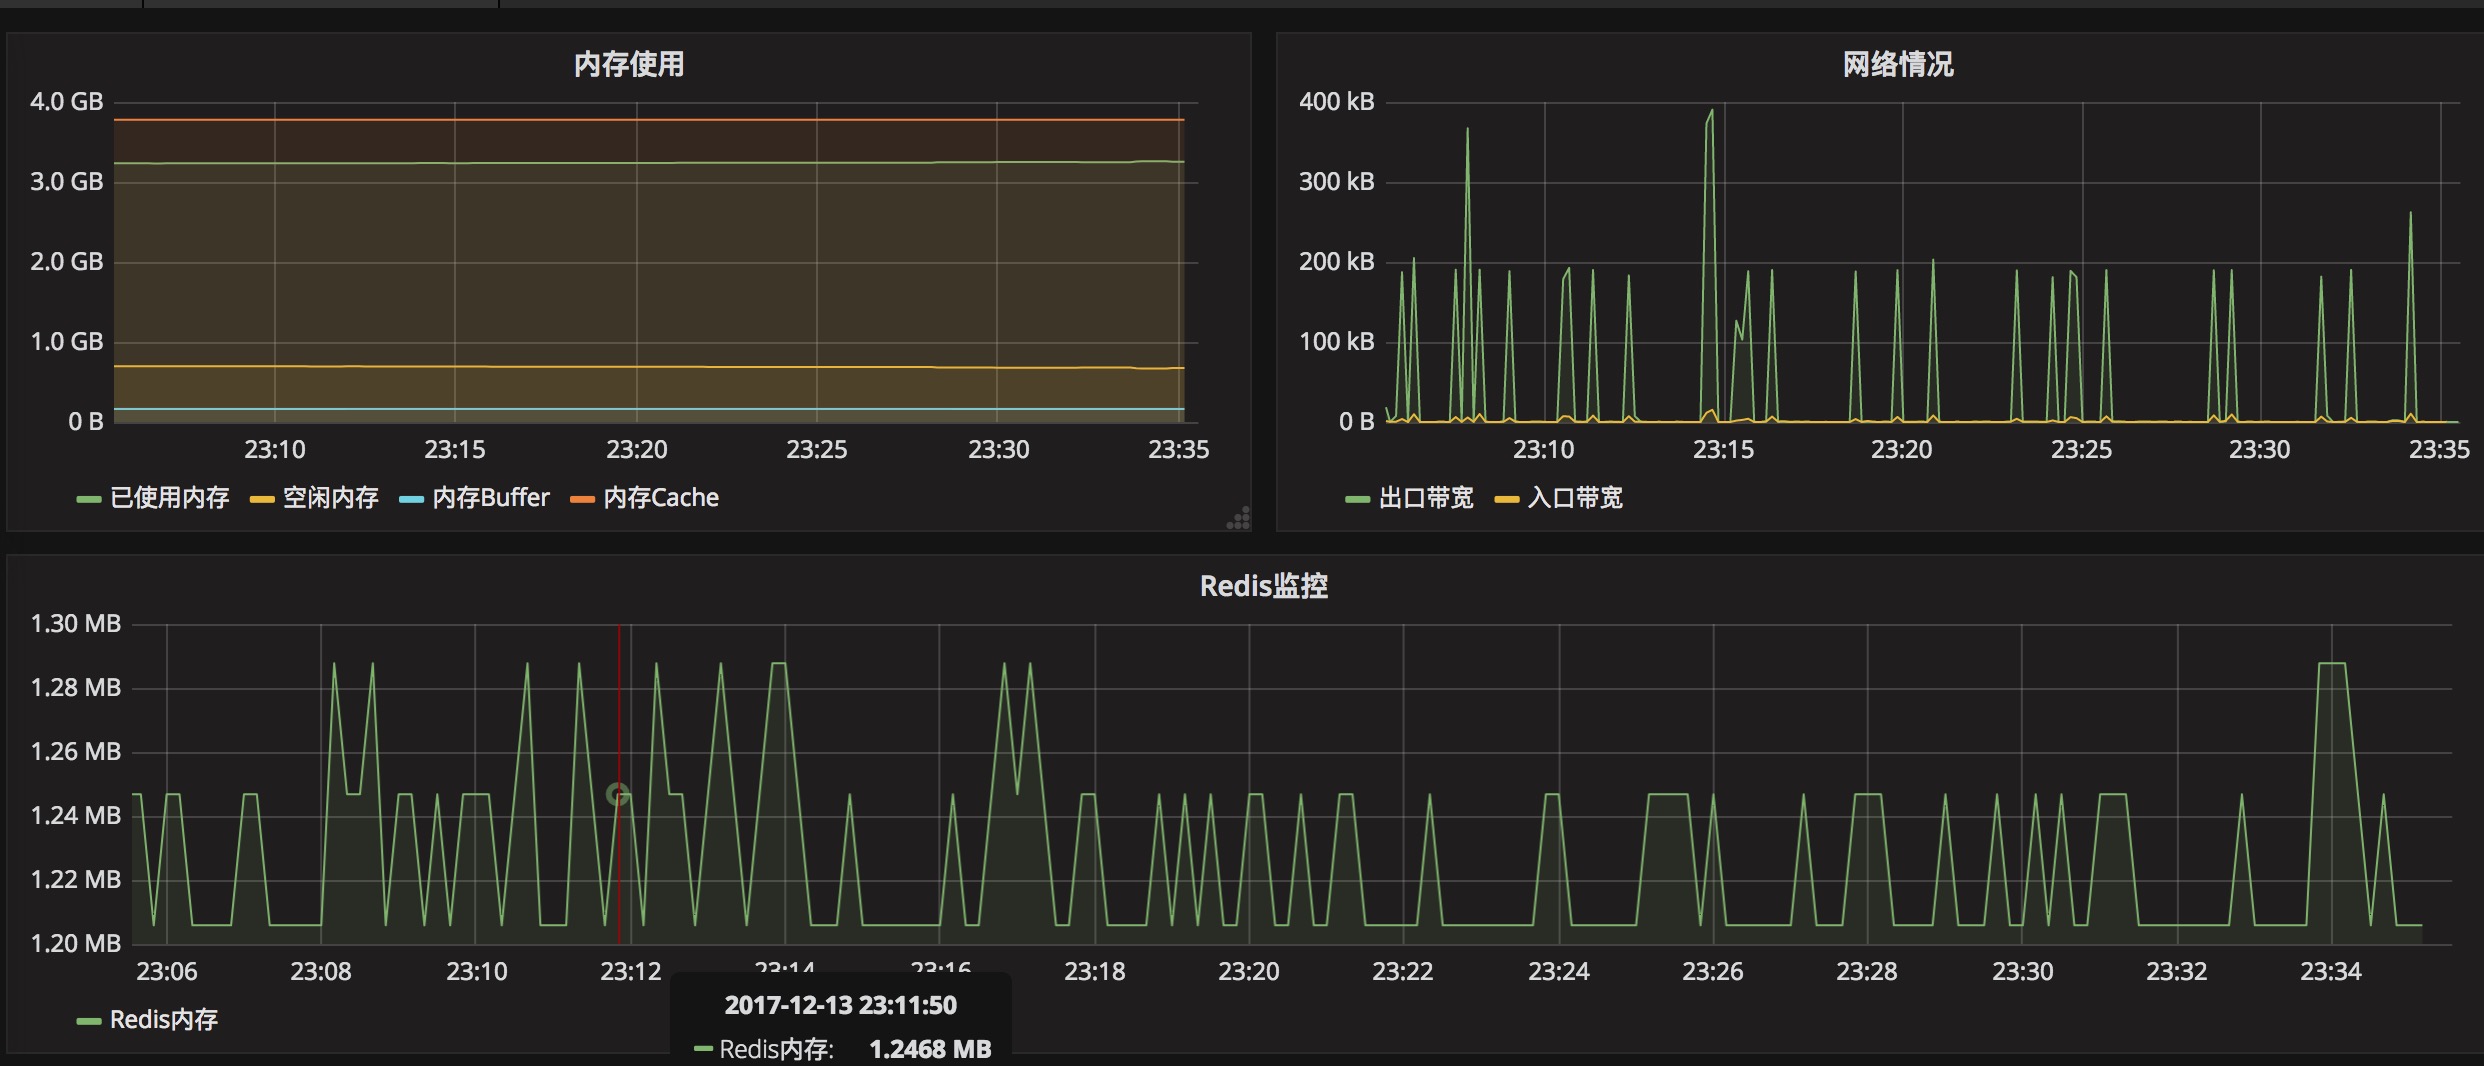 内存使用
4.0 GB
3.0 GB
2.0 GB
1.0 GB
0 B
23:10 23:15 23:20 23:25 23:30 23:35
已使用内存 空闲内存 内存Buffer 内存Cache
网络情况
400 kB
300 kB
200 kB
100 kB
0 B
23:10 23:15 23:20 23:25 23:30 23:35
出口带宽 入口带宽
Redis监控
1.30 MB
1.28 MB
1.26 MB
1.24 MB
1.22 MB
1.20 MB
23:06 23:08 23:10 23:12 23:14 23:16 23:18 23:20 23:22 23:24 23:26 23:28 23:30 23:32 23:34
Redis内存
2017-12-13 23:11:50
Redis内存: 1.2468 MB